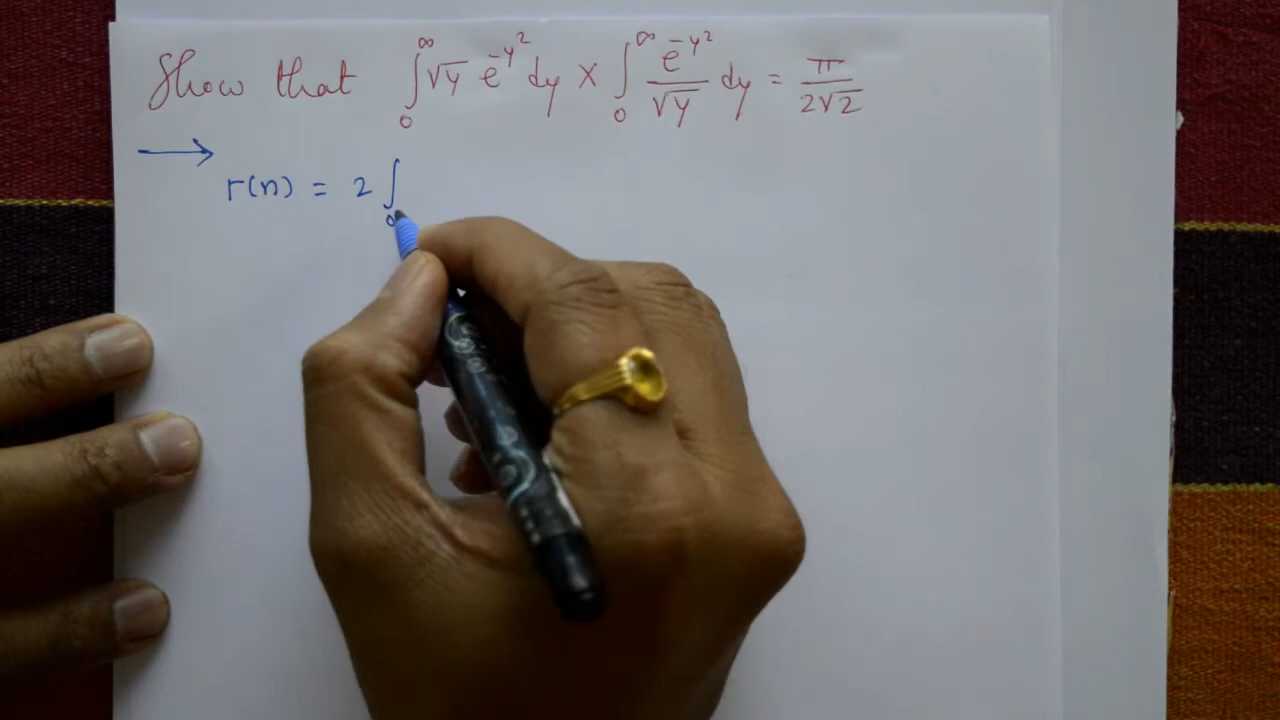 Show that ∫₀^∞ √y e^{-y²} dy × ∫₀^∞ e^{-y²}/√y dy = π/(2√2)
→
Γ(n) = 2 ∫₀